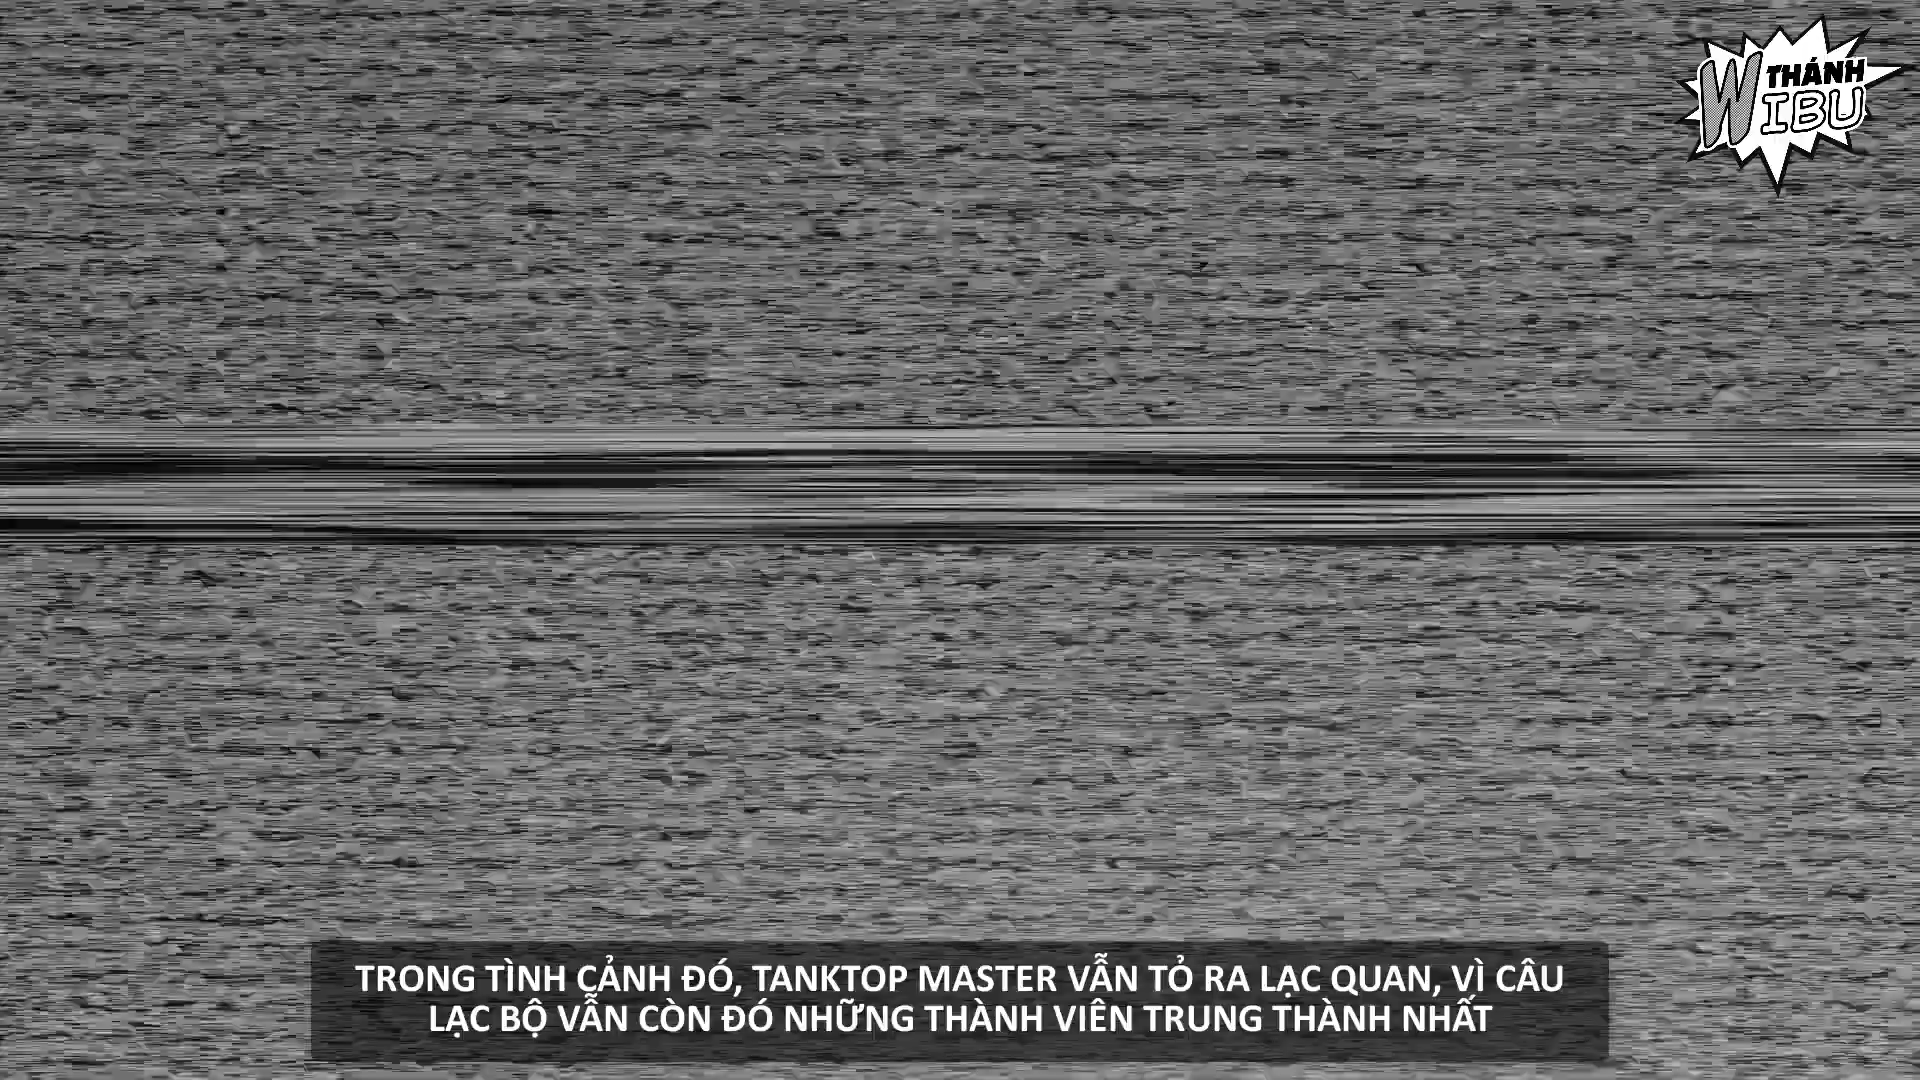 THÁNH
WIBU
TRONG TÌNH CẢNH ĐÓ, TANKTOP MASTER VẪN TỎ RA LẠC QUAN, VÌ CÂU
LẠC BỘ VẪN CÒN ĐÓ NHỮNG THÀNH VIÊN TRUNG THÀNH NHẤT